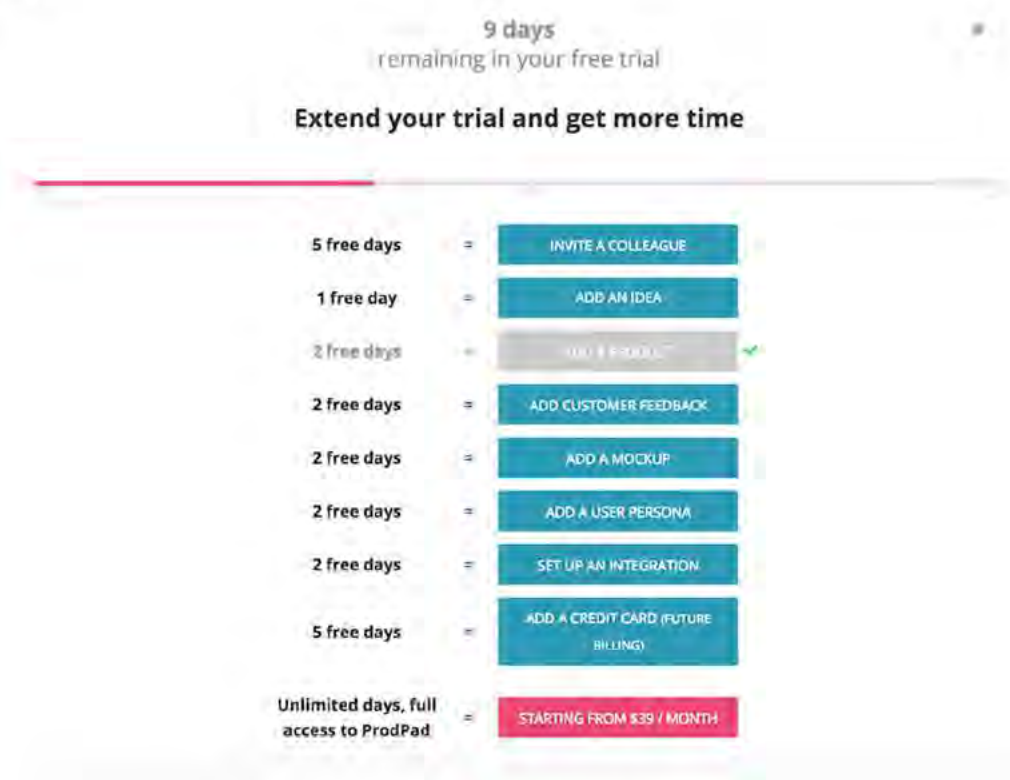 9 days
remaining in your free trial
Extend your trial and get more time
5 free days = INVITE A COLLEAGUE
1 free day = ADD AN IDEA
2 free days = ADD A PRODUCT
2 free days = ADD CUSTOMER FEEDBACK
2 free days = ADD A MOCKUP
2 free days = ADD A USER PERSONA
2 free days = SET UP AN INTEGRATION
5 free days = ADD A CREDIT CARD (FUTURE
BILLING)
Unlimited days, full
access to ProdPad = STARTING FROM $39 / MONTH